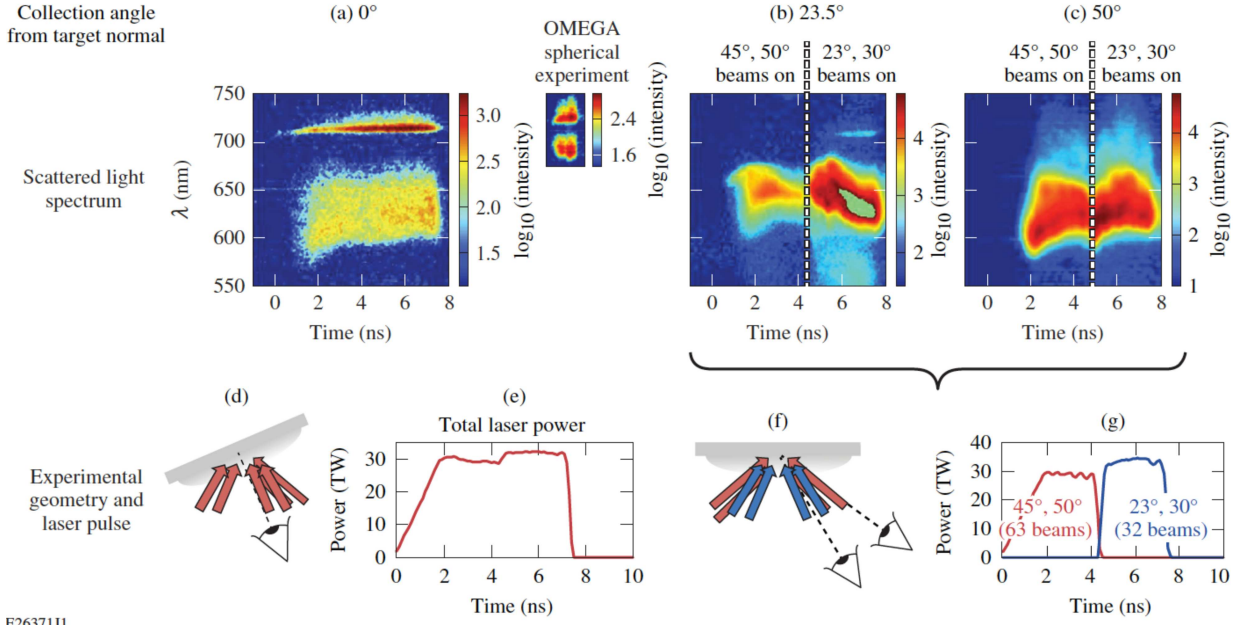 Collection angle
from target normal
(a) 0°
(b) 23.5°
(c) 50°
OMEGA
spherical
experiment
45°, 50°
beams on
23°, 30°
beams on
45°, 50°
beams on
23°, 30°
beams on
Scattered light
spectrum
λ (nm)
750
700
650
600
550
0 2 4 6 8
Time (ns)
3.0
2.5
2.0
1.5
log10 (intensity)
2.4
1.6
log10 (intensity)
0 2 4 6 8
Time (ns)
4
3
2
log10 (intensity)
0 2 4 6 8
Time (ns)
4
3
2
1
log10 (intensity)
Experimental
geometry and
laser pulse
(d)
(e)
Total laser power
Power (TW)
30
20
10
0
0 2 4 6 8 10
Time (ns)
(f)
(g)
Power (TW)
40
30
20
10
0
45°, 50°
(63 beams)
23°, 30°
(32 beams)
0 2 4 6 8 10
Time (ns)